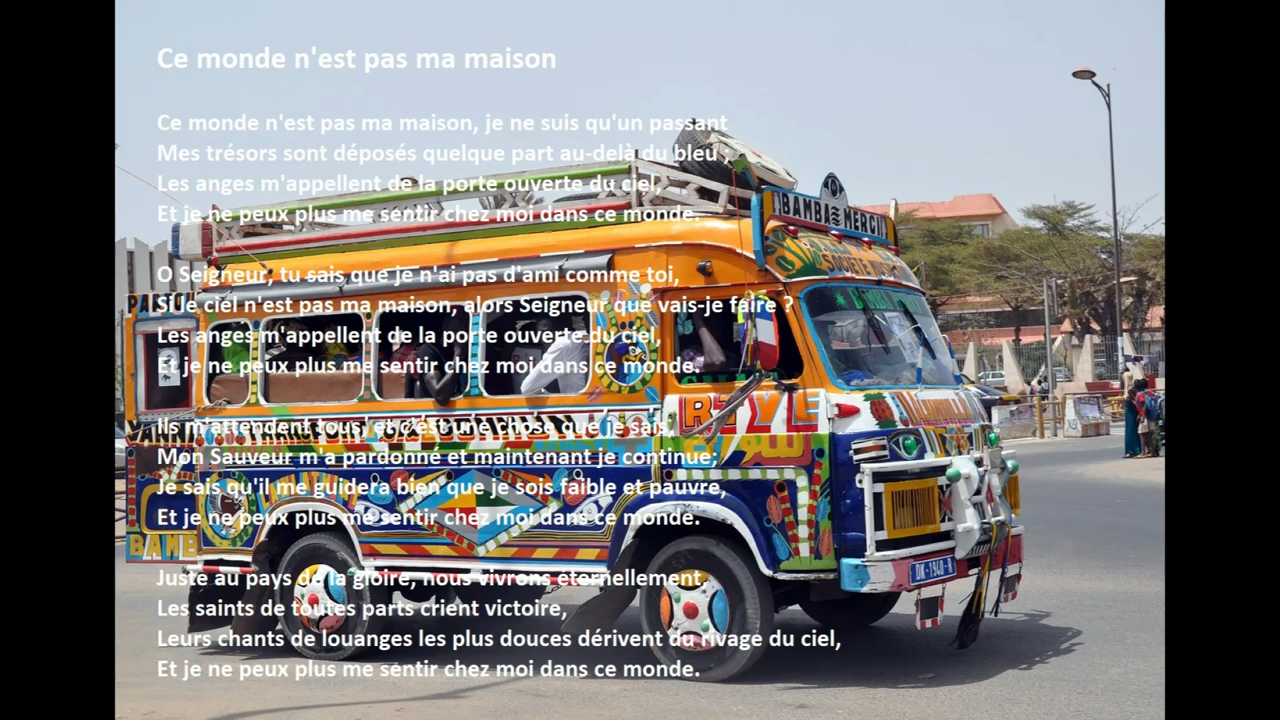 Ce monde n'est pas ma maison
Ce monde n'est pas ma maison, je ne suis qu'un passant
Mes trésors sont déposés quelque part au-delà du bleu ;
Les anges m'appellent de la porte ouverte du ciel,
Et je ne peux plus me sentir chez moi dans ce monde.
O Seigneur, tu sais que je n'ai pas d'ami comme toi,
Si le ciel n'est pas ma maison, alors Seigneur que vais-je faire ?
Les anges m'appellent de la porte ouverte du ciel,
Et je ne peux plus me sentir chez moi dans ce monde.
Ils m'attendent tous, et c'est une chose que je sais,
Mon Sauveur m'a pardonné et maintenant je continue;
Je sais qu'il me guidera bien que je sois faible et pauvre,
Et je ne peux plus me sentir chez moi dans ce monde.
Juste au pays de la gloire, nous vivrons éternellement,
Les saints de toutes parts crient victoire,
Leurs chants de louanges les plus douces dérivent du rivage du ciel,
Et je ne peux plus me sentir chez moi dans ce monde.
BAMBA MERCI
RTYLE
BAMB
DK-1940-R